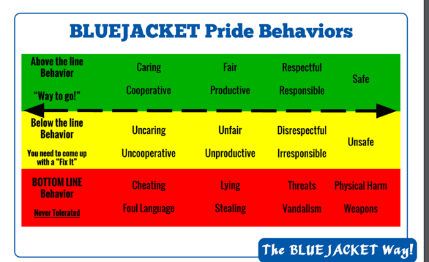 BLUEJACKET Pride Behaviors
Above the line
Behavior
"Way to go!"
Caring Fair Respectful
Cooperative Productive Responsible
Safe
Below the line
Behavior
You need to come up
with a "Fix It"
Uncaring Unfair Disrespectful
Uncooperative Unproductive Irresponsible
Unsafe
BOTTOM LINE
Behavior
Never Tolerated
Cheating Lying Threats Physical Harm
Foul Language Stealing Vandalism Weapons
The BLUEJACKET Way!